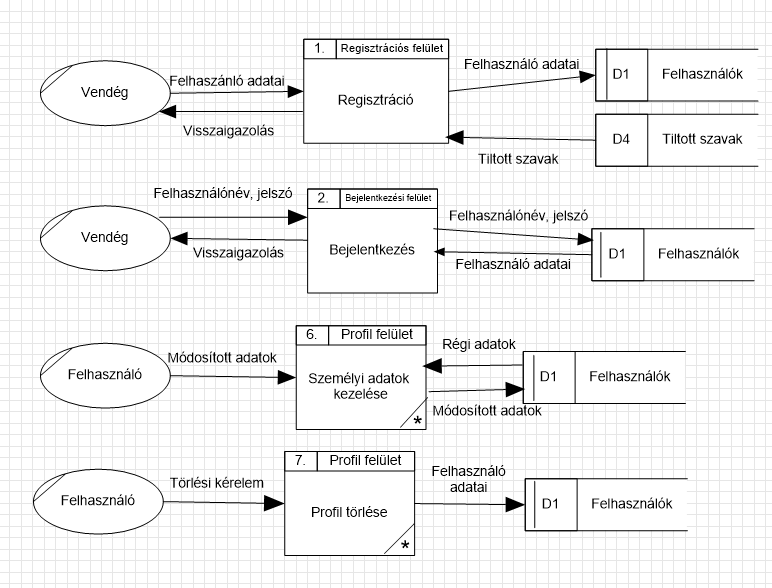 1. Regisztrációs felület
Vendég
Felhaszánló adatai
Visszaigazolás
Regisztráció
Felhasználó adatai
D1 Felhasználók
Tiltott szavak
D4 Tiltott szavak
2. Bejelentkezési felület
Vendég
Felhasználónév, jelszó
Visszaigazolás
Bejelentkezés
Felhasználónév, jelszó
Felhasználó adatai
D1 Felhasználók
6. Profil felület
Felhasználó
Módosított adatok
Személyi adatok
kezelése
*
Régi adatok
Módosított adatok
D1 Felhasználók
7. Profil felület
Felhasználó
Törlési kérelem
Profil törlése
*
Felhasználó
adatai
D1 Felhasználók